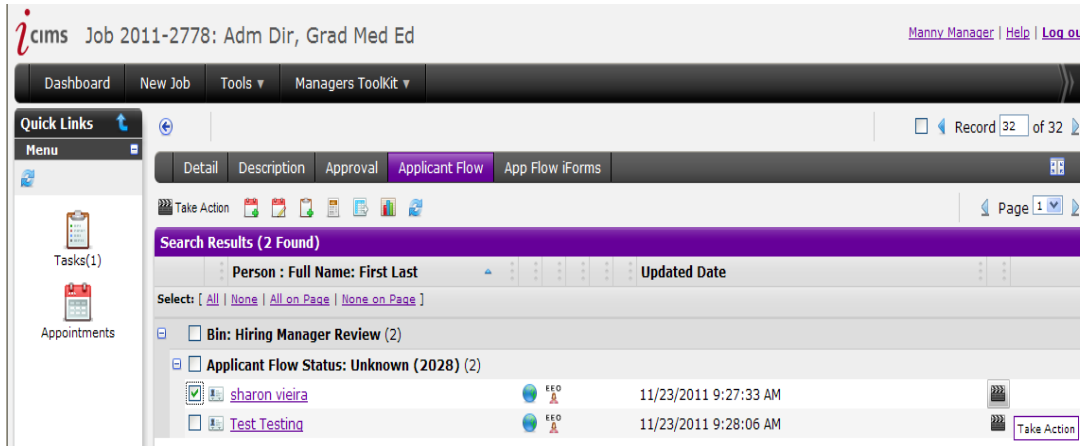 icims Job 2011-2778: Adm Dir, Grad Med Ed
Manny Manager | Help | Log ou
Dashboard New Job Tools ▼ Managers ToolKit ▼
Quick Links
Record 32 of 32
Menu
Detail Description Approval Applicant Flow App Flow iForms
Take Action
Page 1
Search Results (2 Found)
Tasks(1)
Person : Full Name: First Last Updated Date
Select: [ All | None | All on Page | None on Page ]
Appointments
Bin: Hiring Manager Review (2)
Applicant Flow Status: Unknown (2028) (2)
sharon vieira EEO 11/23/2011 9:27:33 AM
Test Testing EEO 11/23/2011 9:28:06 AM
Take Action